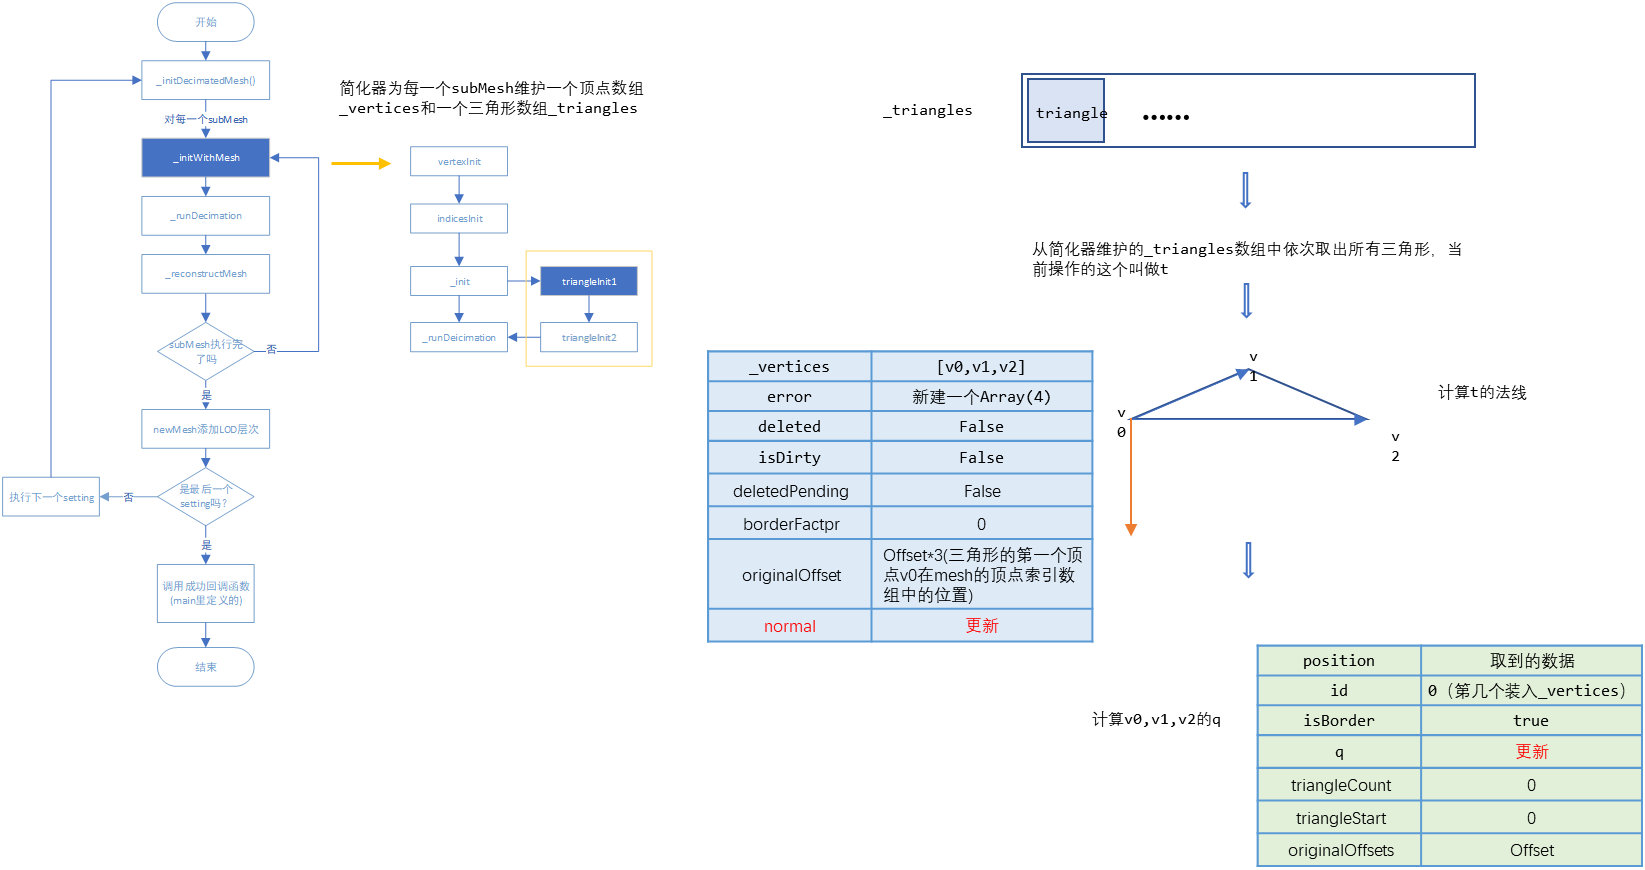 开始
_initDecimatedMesh()
对每一个subMesh
_initWithMesh
_runDecimation
_reconstructMesh
subMesh执行完
了吗
否
是
newMesh添加LOD层次
是最后一个
setting吗?
否
执行下一个setting
是
调用成功回调函数
(main里定义的)
结束
简化器为每一个subMesh维护一个顶点数组
_vertices和一个三角形数组_triangles
vertexInit
indicesInit
_init
triangleInit1
_runDeicimation
triangleInit2
_triangles
triangle
••••••
从简化器维护的_triangles数组中依次取出所有三角形，当
前操作的这个叫做t
v
1
v
0
v
2
计算t的法线
_vertices [v0,v1,v2]
error 新建一个Array(4)
deleted False
isDirty False
deletedPending False
borderFactpr 0
originalOffset Offset*3(三角形的第一个顶
点v0在mesh的顶点索引数
组中的位置)
normal 更新
计算v0,v1,v2的q
position 取到的数据
id 0（第几个装入_vertices）
isBorder true
q 更新
triangleCount 0
triangleStart 0
originalOffsets Offset